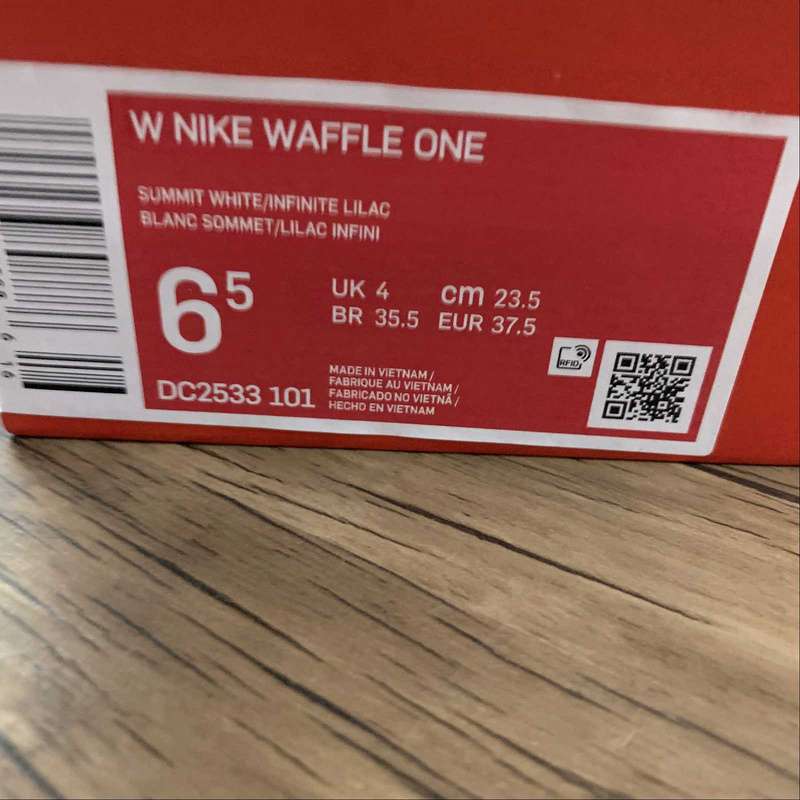 W NIKE WAFFLE ONE
SUMMIT WHITE/INFINITE LILAC
BLANC SOMMET/LILAC INFINI
6 5
UK 4 cm 23.5
BR 35.5 EUR 37.5
DC2533 101
MADE IN VIETNAM /
FABRIQUE AU VIETNAM /
FABRICADO NO VIETNÃ /
HECHO EN VIETNAM
RFID